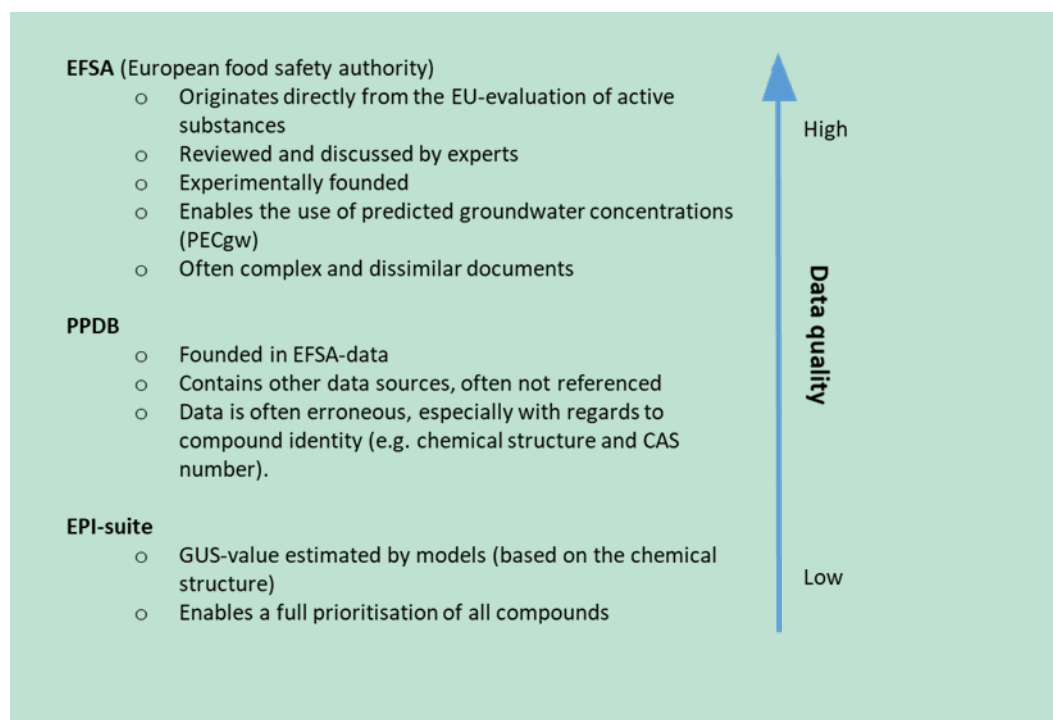 EFSA (European food safety authority)
o Originates directly from the EU-evaluation of active
substances
o Reviewed and discussed by experts
o Experimentally founded
o Enables the use of predicted groundwater concentrations
(PECgw)
o Often complex and dissimilar documents
PPDB
o Founded in EFSA-data
o Contains other data sources, often not referenced
o Data is often erroneous, especially with regards to
compound identity (e.g. chemical structure and CAS
number).
EPI-suite
o GUS-value estimated by models (based on the chemical
structure)
o Enables a full prioritisation of all compounds
High
Data quality
Low